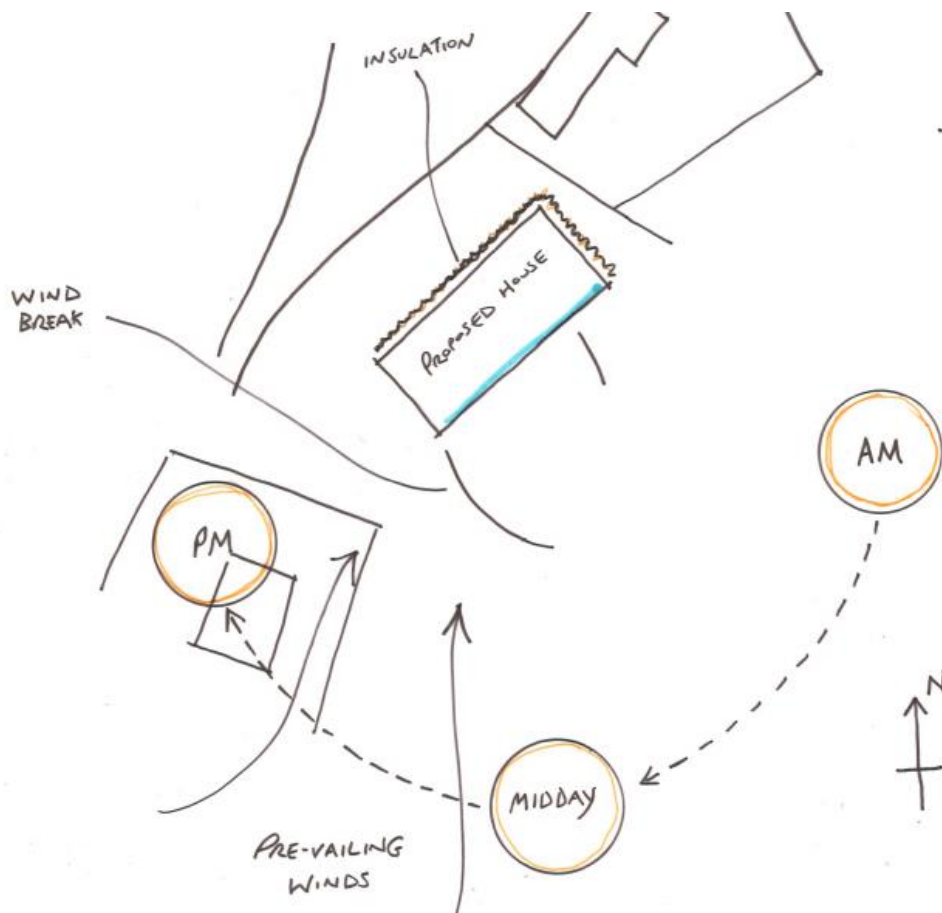 INSULATION
WIND
BREAK
PROPOSED HOUSE
AM
PM
MIDDAY
N
PRE-VAILING
WINDS